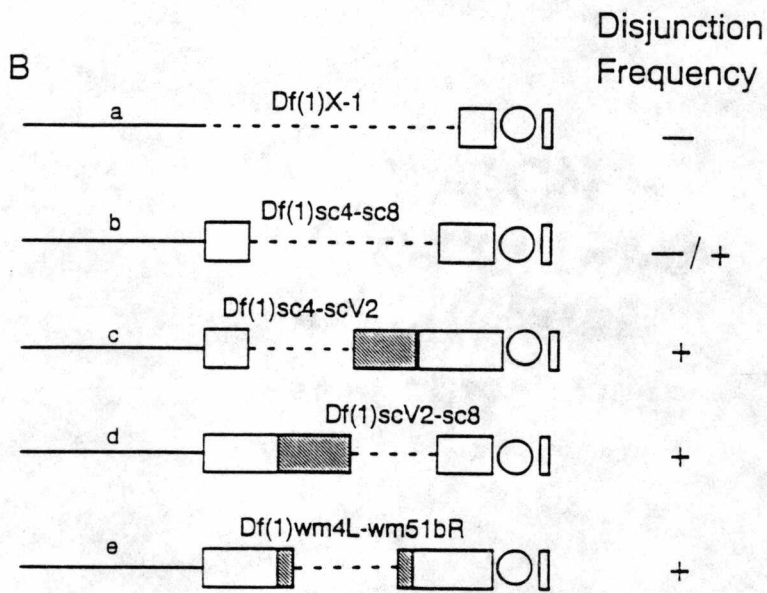 Disjunction
Frequency
B
a Df(1)X-1 —
b Df(1)sc4-sc8 —/+
c Df(1)sc4-scV2 +
d Df(1)scV2-sc8 +
e Df(1)wm4L-wm51bR +